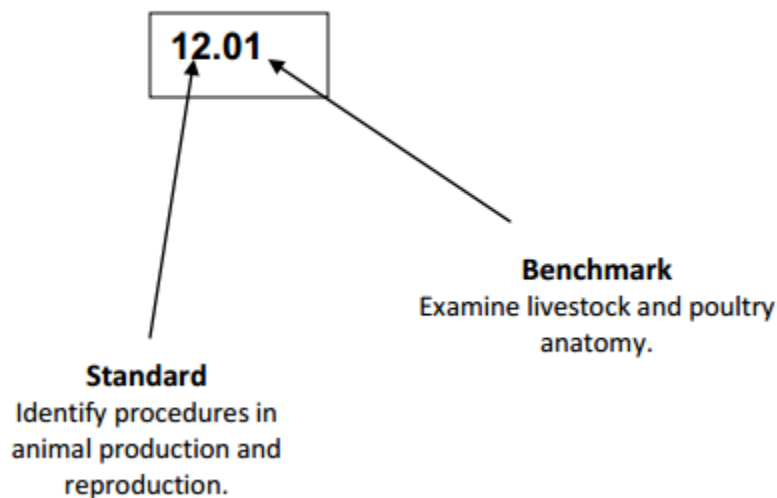 12.01
Benchmark
Examine livestock and poultry
anatomy.
Standard
Identify procedures in
animal production and
reproduction.